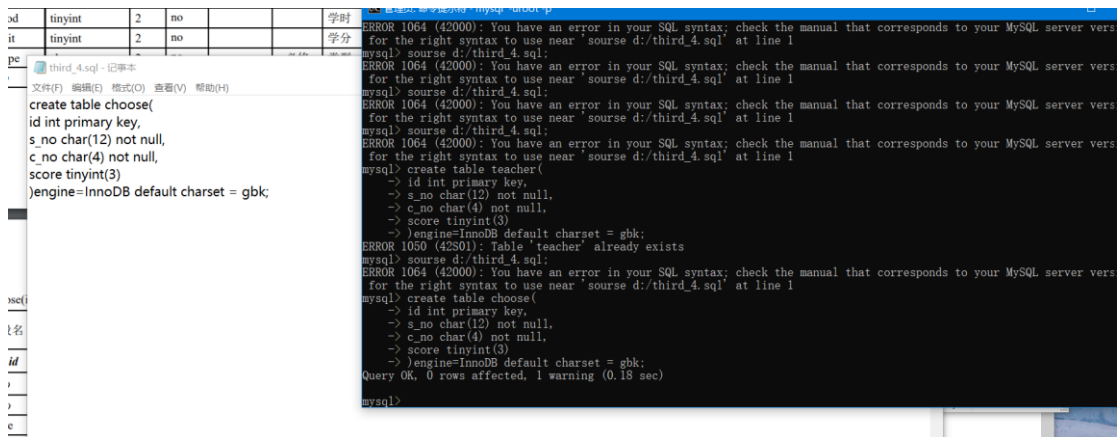 od tinyint 2 no 学时
it tinyint 2 no 学分
pe
third_4.sql - 记事本
文件(F) 编辑(E) 格式(O) 查看(V) 帮助(H)
create table choose(
id int primary key,
s_no char(12) not null,
c_no char(4) not null,
score tinyint(3)
)engine=InnoDB default charset = gbk;
ose(i
名
id
管理员: 命令提示符 - mysql -uroot -p
ERROR 1064 (42000): You have an error in your SQL syntax; check the manual that corresponds to your MySQL server vers
for the right syntax to use near 'sourse d:/third_4.sql' at line 1
mysql> sourse d:/third_4.sql;
ERROR 1064 (42000): You have an error in your SQL syntax; check the manual that corresponds to your MySQL server vers
for the right syntax to use near 'sourse d:/third_4.sql' at line 1
mysql> sourse d:/third_4.sql;
ERROR 1064 (42000): You have an error in your SQL syntax; check the manual that corresponds to your MySQL server vers
for the right syntax to use near 'sourse d:/third_4.sql' at line 1
mysql> sourse d:/third_4.sql;
ERROR 1064 (42000): You have an error in your SQL syntax; check the manual that corresponds to your MySQL server vers
for the right syntax to use near 'sourse d:/third_4.sql' at line 1
mysql> create table teacher(
-> id int primary key,
-> s_no char(12) not null,
-> c_no char(4) not null,
-> score tinyint(3)
-> )engine=InnoDB default charset = gbk;
ERROR 1050 (42S01): Table 'teacher' already exists
mysql> sourse d:/third_4.sql;
ERROR 1064 (42000): You have an error in your SQL syntax; check the manual that corresponds to your MySQL server vers
for the right syntax to use near 'sourse d:/third_4.sql' at line 1
mysql> create table choose(
-> id int primary key,
-> s_no char(12) not null,
-> c_no char(4) not null,
-> score tinyint(3)
-> )engine=InnoDB default charset = gbk;
Query OK, 0 rows affected, 1 warning (0.18 sec)
mysql>